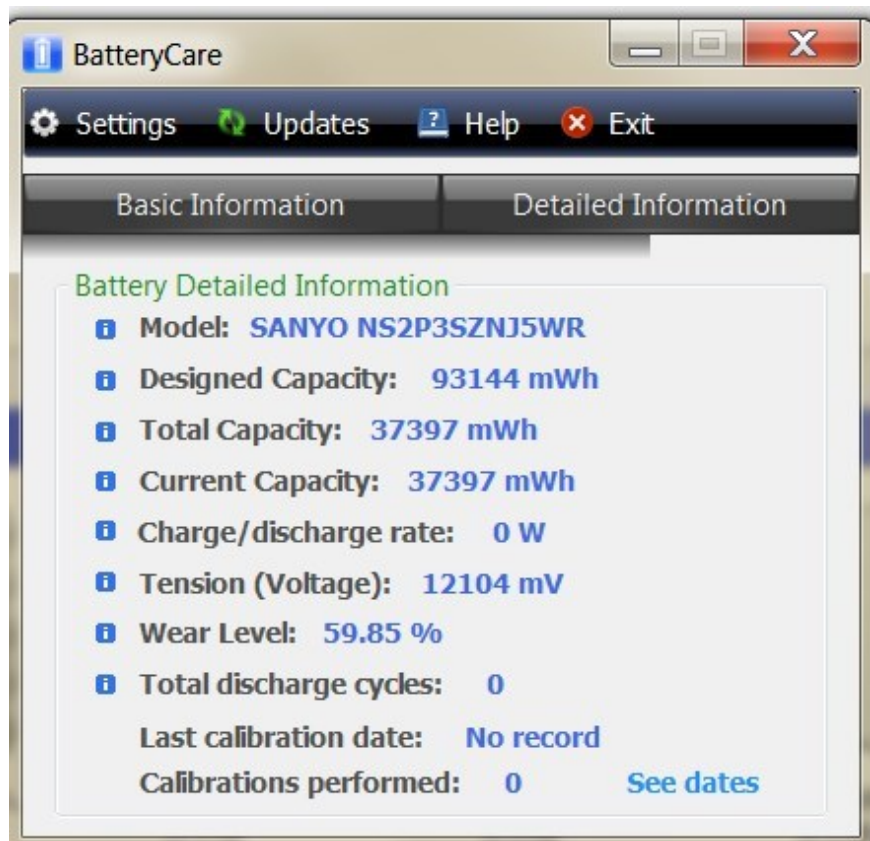 BatteryCare
Settings Updates Help Exit
Basic Information Detailed Information
Battery Detailed Information
Model: SANYO NS2P3SZNJ5WR
Designed Capacity: 93144 mWh
Total Capacity: 37397 mWh
Current Capacity: 37397 mWh
Charge/discharge rate: 0 W
Tension (Voltage): 12104 mV
Wear Level: 59.85 %
Total discharge cycles: 0
Last calibration date: No record
Calibrations performed: 0 See dates